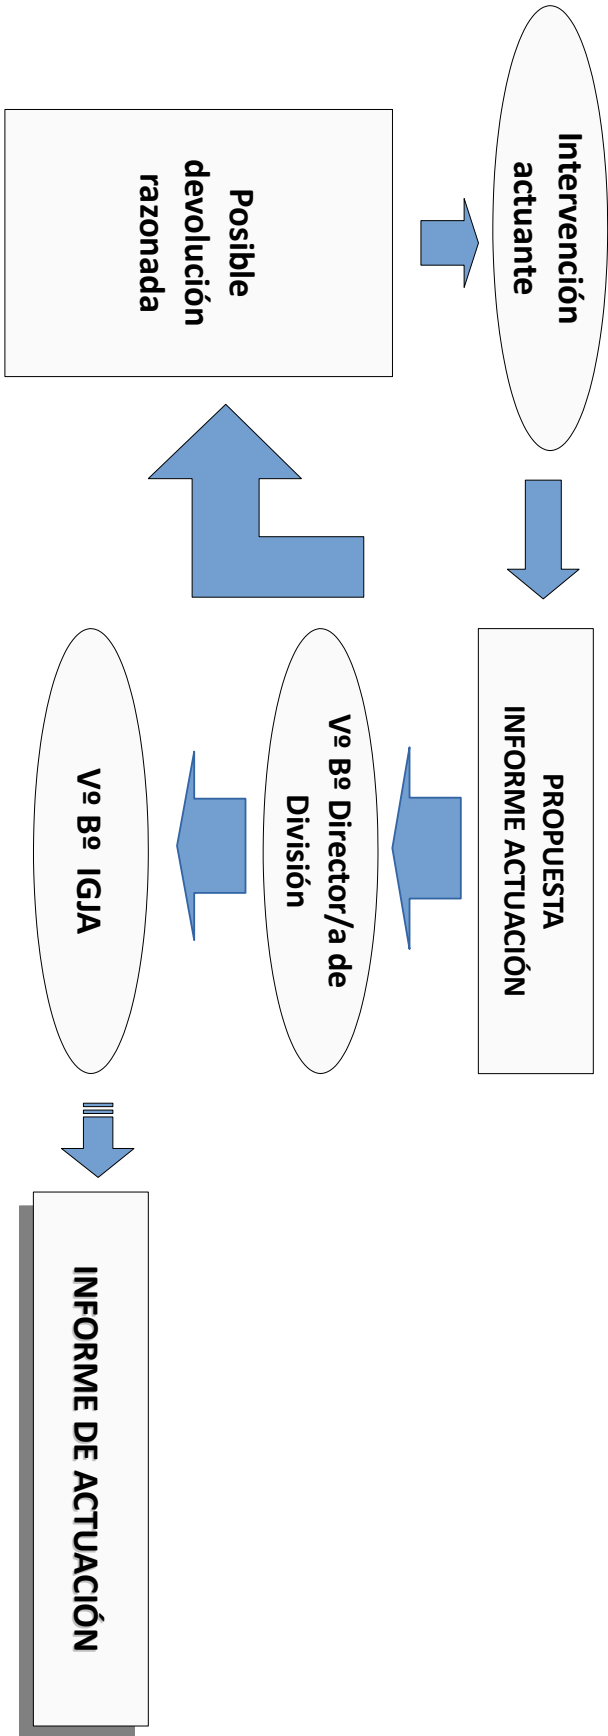 Intervención
actuante
PROPUESTA
INFORME ACTUACIÓN
Posible
devolución
razonada
Vº Bº Director/a de
División
Vº Bº IGJA
INFORME DE ACTUACIÓN